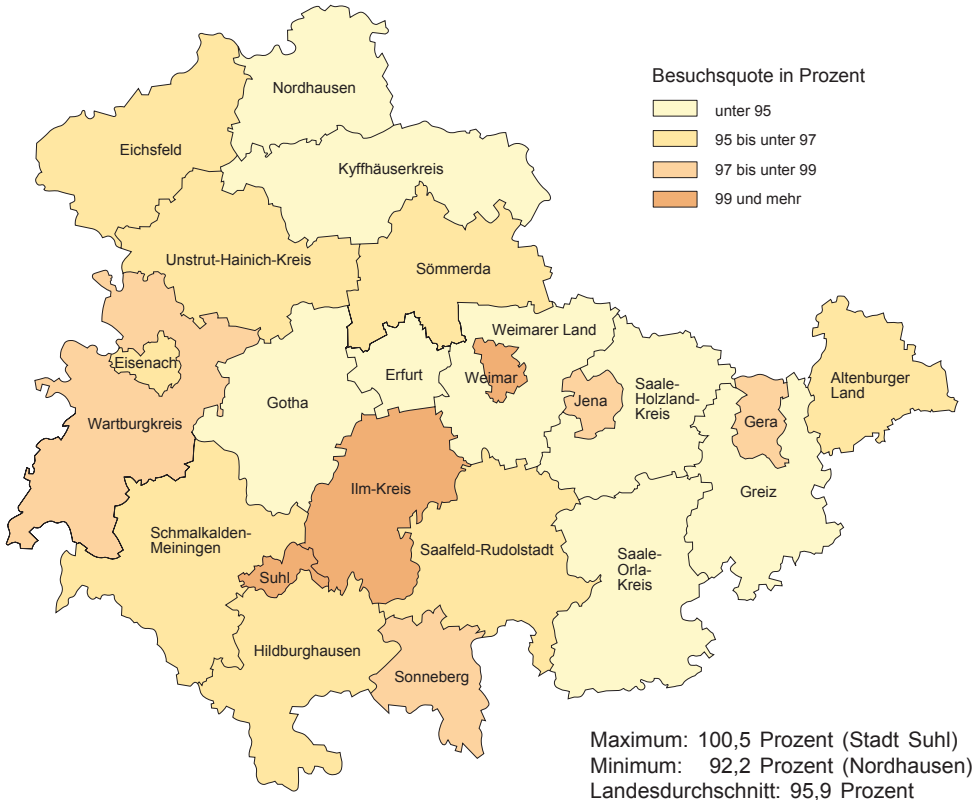 Besuchsquote in Prozent
unter 95
95 bis unter 97
97 bis unter 99
99 und mehr
Nordhausen
Eichsfeld
Kyffhäuserkreis
Unstrut-Hainich-Kreis
Sömmerda
Weimarer Land
Eisenach
Erfurt
Weimar
Altenburger
Land
Saale-
Holzland-
Kreis
Gotha
Jena
Wartburgkreis
Gera
Ilm-Kreis
Greiz
Schmalkalden-
Meiningen
Saalfeld-Rudolstadt
Saale-
Orla-
Kreis
Suhl
Hildburghausen
Sonneberg
Maximum: 100,5 Prozent (Stadt Suhl)
Minimum: 92,2 Prozent (Nordhausen)
Landesdurchschnitt: 95,9 Prozent